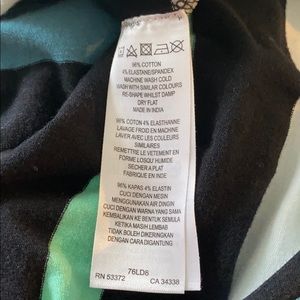 96% COTTON
4% ELASTANE/SPANDEX
MACHINE WASH COLD
WASH WITH SIMILAR COLOURS
RE-SHAPE WHILST DAMP
DRY FLAT
MADE IN INDIA
96% COTON 4% ELASTHANNE
LAVAGE FROID EN MACHINE
LAVER AVEC LES COULEURS
SIMILAIRES
REMETTRE LE VETEMENT EN
FORME LORSQU HUMIDE
SECHER A PLAT
FABRIQUE EN INDE
96% KAPAS 4% ELASTIN
CUCI DENGAN MESIN
MENGGUNAKAN AIR DINGIN
CUCI DENGAN WARNA YANG SAMA
KEMBALIKAN KE BENTUK ASAL
KETIKA MASIH LEMBAB
TIDAK BOLEH DIKERINGKAN
DENGAN CARA DIGANTUNG
76LD8
RN 53372 CA 34338